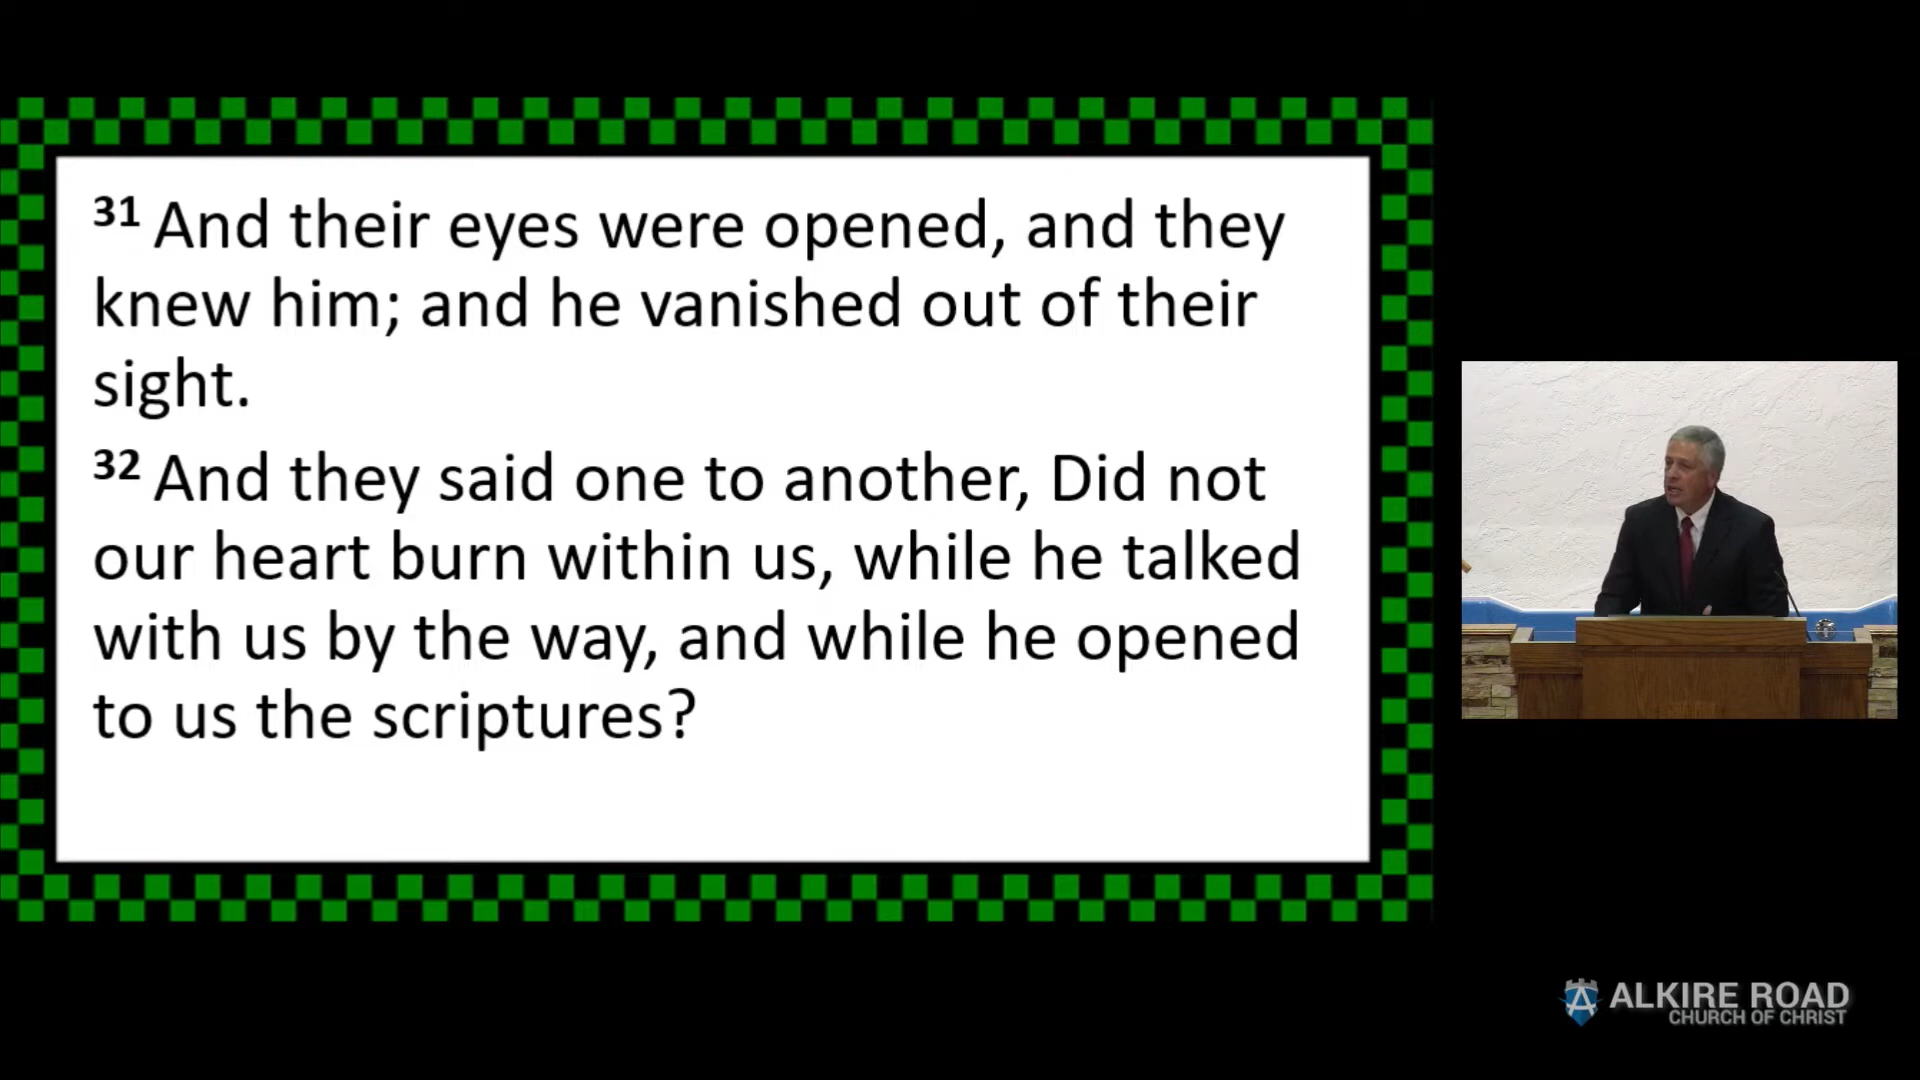 31 And their eyes were opened, and they
knew him; and he vanished out of their
sight.
32 And they said one to another, Did not
our heart burn within us, while he talked
with us by the way, and while he opened
to us the scriptures?
ALKIRE ROAD
CHURCH OF CHRIST